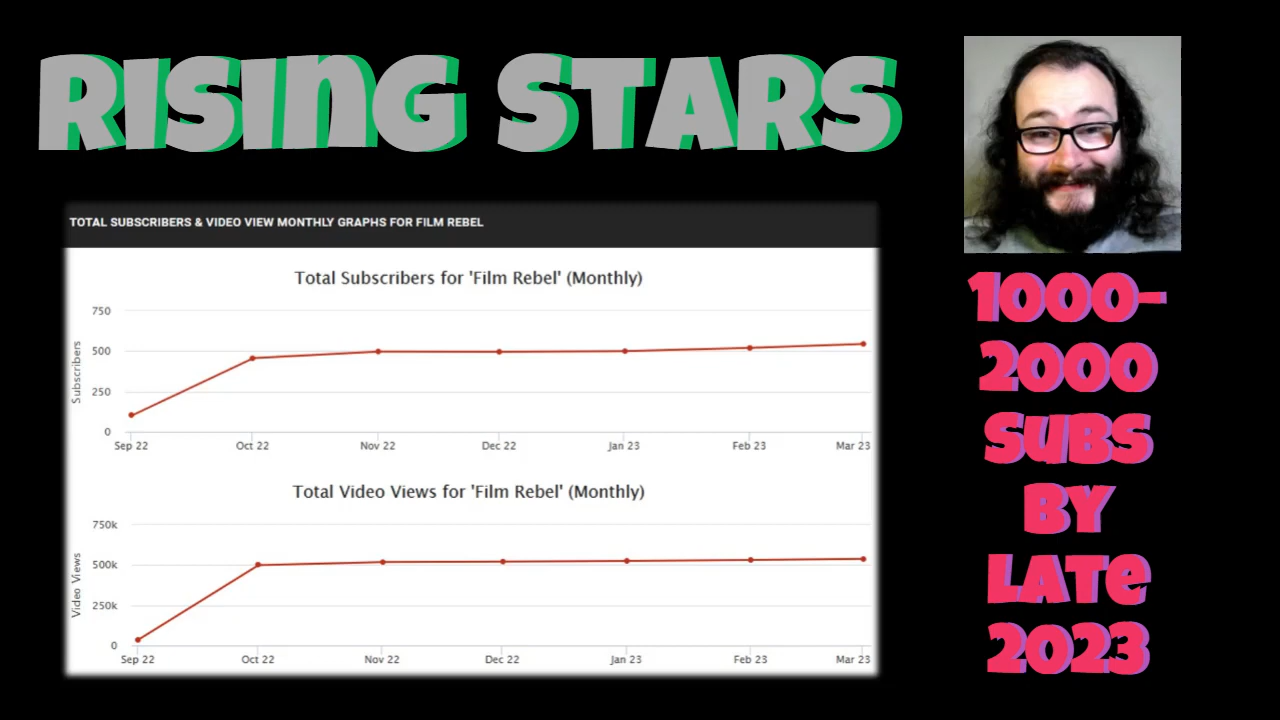 RISING STARS
TOTAL SUBSCRIBERS & VIDEO VIEW MONTHLY GRAPHS FOR FILM REBEL
Total Subscribers for 'Film Rebel' (Monthly)
750
500
250
0
Subscribers
Sep 22 Oct 22 Nov 22 Dec 22 Jan 23 Feb 23 Mar 23
Total Video Views for 'Film Rebel' (Monthly)
750k
500k
250k
0
Video Views
Sep 22 Oct 22 Nov 22 Dec 22 Jan 23 Feb 23 Mar 23
1000-
2000
SUBS
BY
LATE
2023